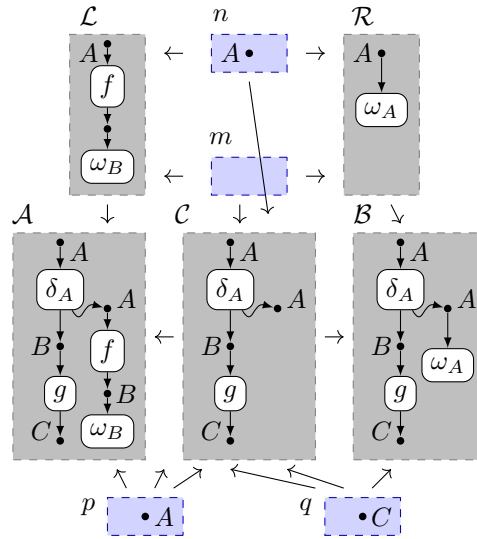 ℒ n ℛ
A A A
f
ω_A
m
ω_B
𝒜 𝒞 ℬ
A A A
δ_A A δ_A A δ_A A
B f B B ω_A
g B g g
C ω_B C C
p A q C